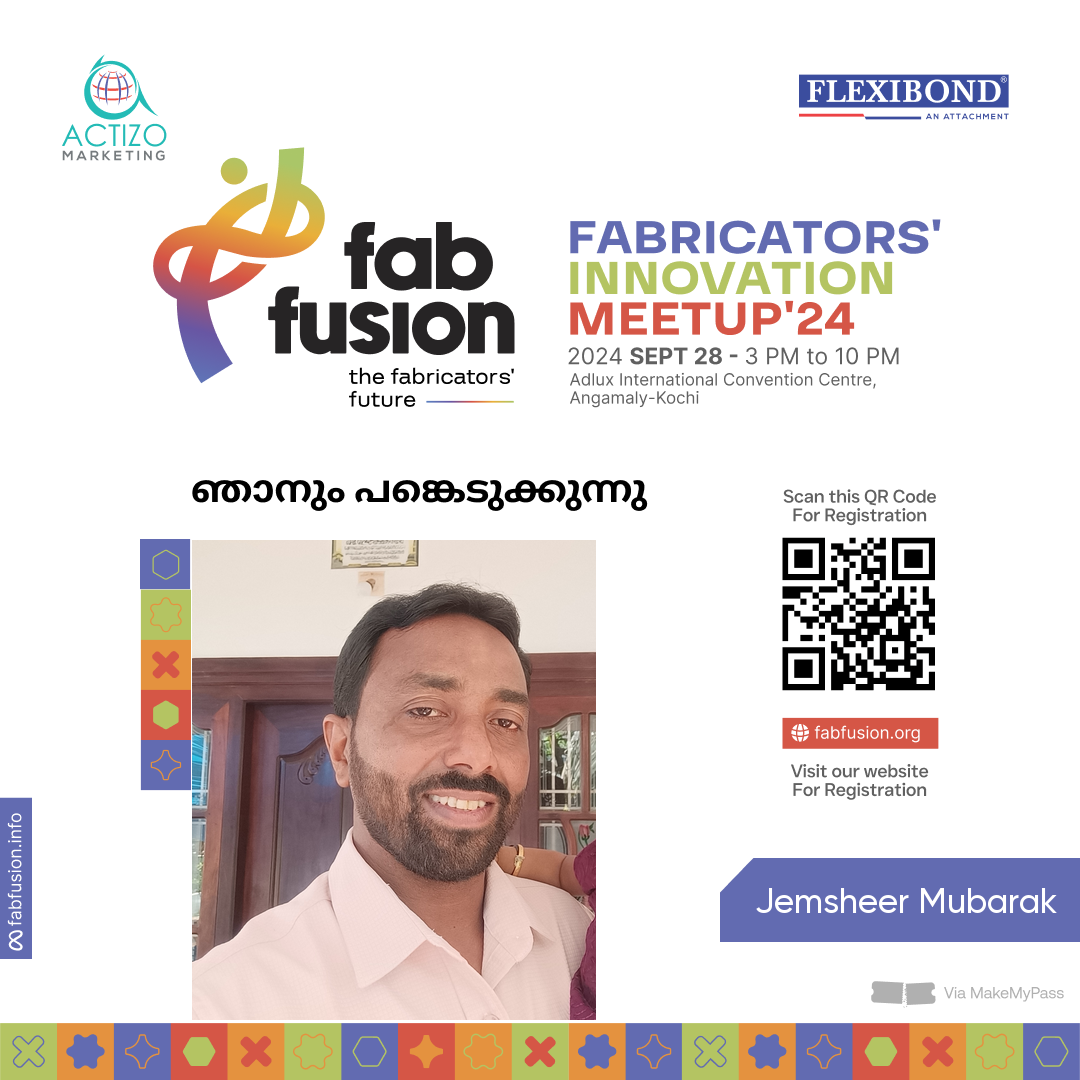 ACTIZO
MARKETING
FLEXIBOND®
AN ATTACHMENT
fab
fusion
the fabricators'
future
FABRICATORS'
INNOVATION
MEETUP'24
2024 SEPT 28 - 3 PM to 10 PM
Adlux International Convention Centre,
Angamaly-Kochi
ഞാനും പങ്കെടുക്കുന്നു
Scan this QR Code
For Registration
fabfusion.org
Visit our website
For Registration
fabfusion.info
Jemsheer Mubarak
Via MakeMyPass